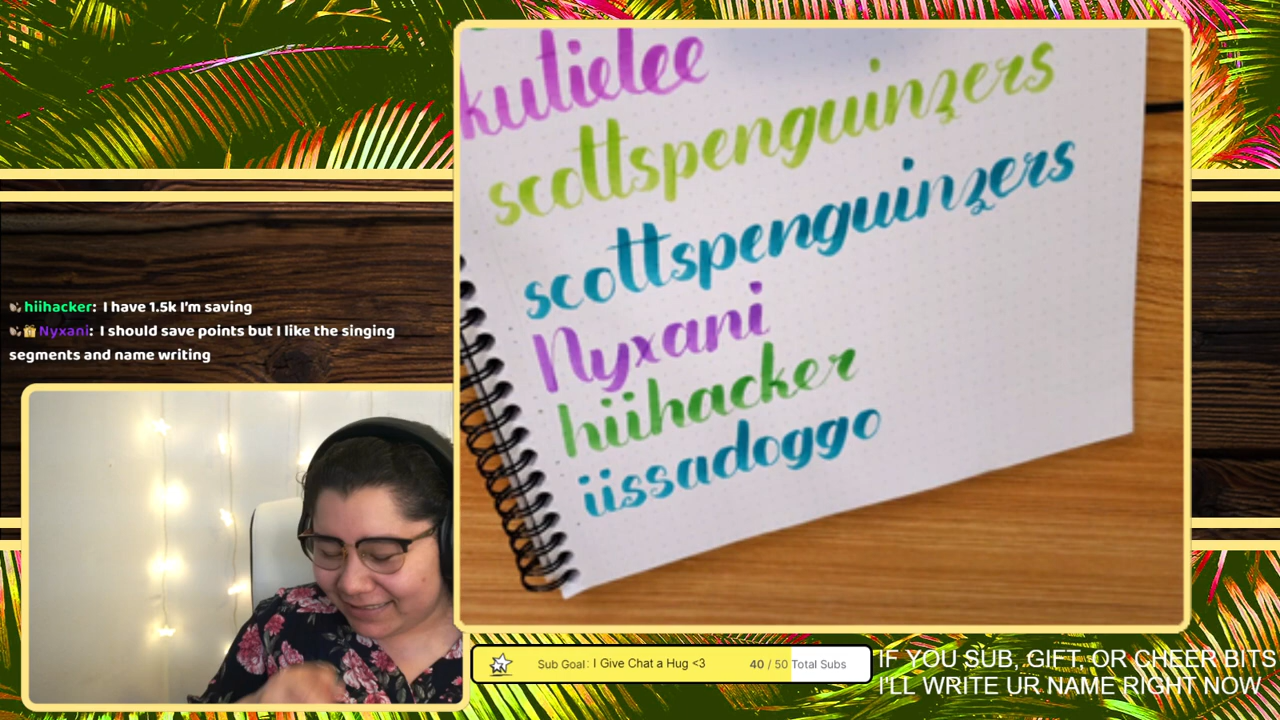 kutielee
scottspenguinzers
scottspenguinzers
Nyxani
hiihacker
iissadoggo
hiihacker: I have 1.5k I'm saving
Nyxani: I should save points but I like the singing
segments and name writing
Sub Goal: I Give Chat a Hug <3 40 / 50 Total Subs
IF YOU SUB, GIFT, OR CHEER BITS
I'LL WRITE UR NAME RIGHT NOW